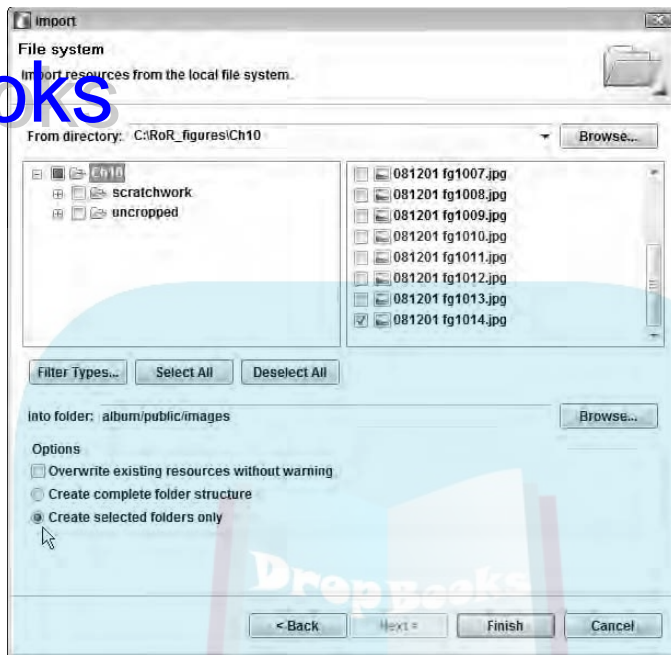 Import
File system
Import resources from the local file system.
oks
From directory: C:\RoR_figures\Ch10
Browse...
Ch10
scratchwork
uncropped
081201 fg1007.jpg
081201 fg1008.jpg
081201 fg1009.jpg
081201 fg1010.jpg
081201 fg1011.jpg
081201 fg1012.jpg
081201 fg1013.jpg
081201 fg1014.jpg
Filter Types...
Select All
Deselect All
Into folder: album/public/images
Browse...
Options
Overwrite existing resources without warning
Create complete folder structure
Create selected folders only
DropBooks
< Back
Next >
Finish
Cancel